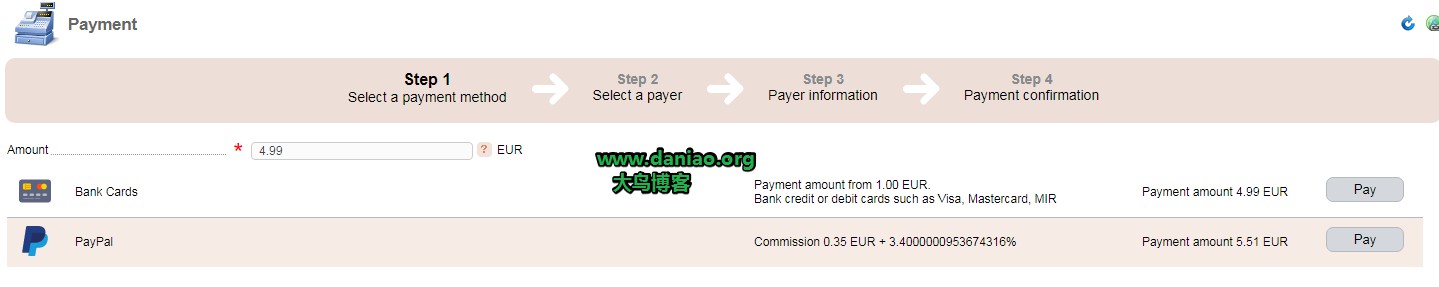 Payment
Step 1
Select a payment method
Step 2
Select a payer
Step 3
Payer information
Step 4
Payment confirmation
Amount * 4.99 ? EUR
www.daniao.org
大鸟博客
Bank Cards
Payment amount from 1.00 EUR.
Bank credit or debit cards such as Visa, Mastercard, MIR
Payment amount 4.99 EUR
Pay
PayPal
Commission 0.35 EUR + 3.4000000953674316%
Payment amount 5.51 EUR
Pay